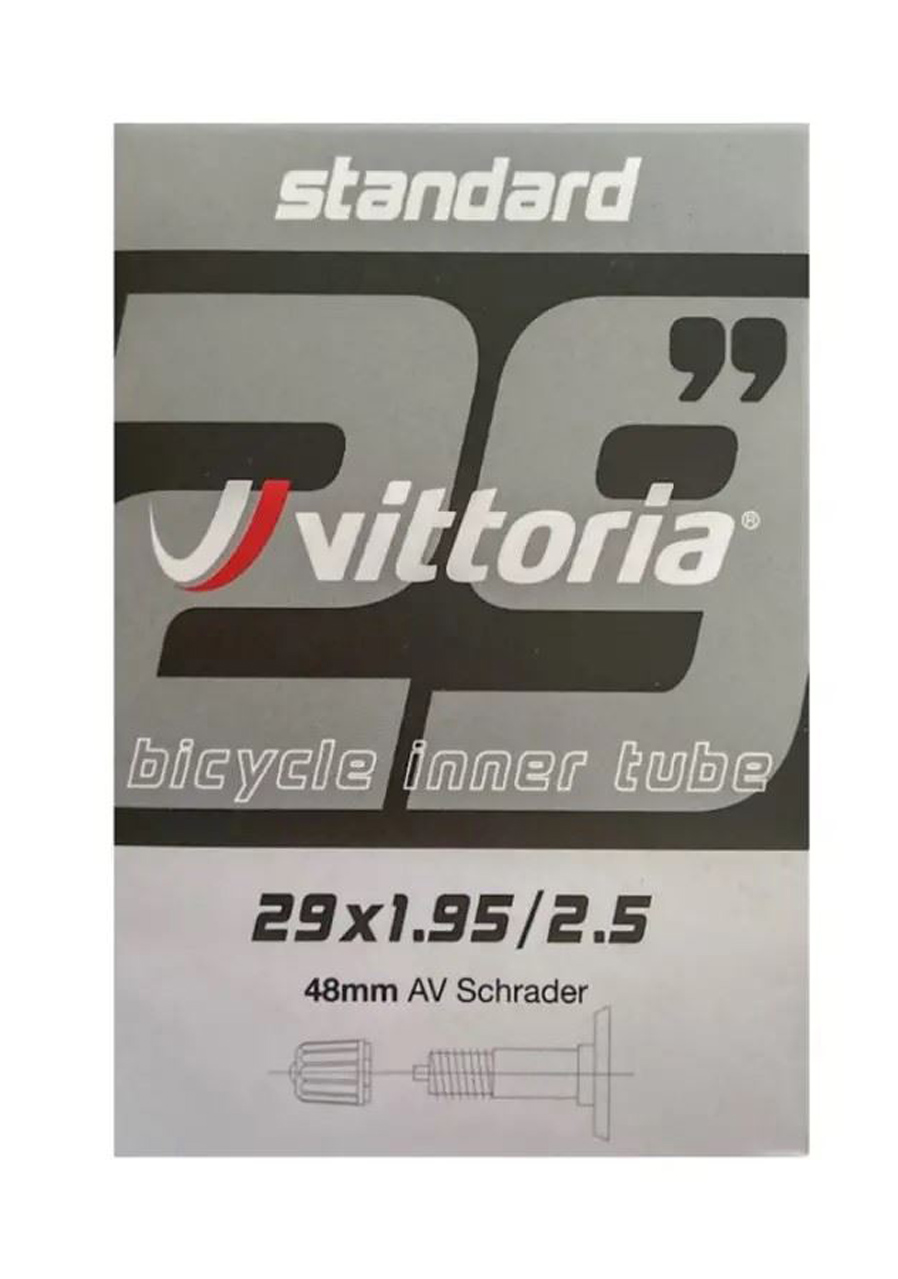 standard
29”
vittoria®
bicycle inner tube
29x1.95/2.5
48mm AV Schrader